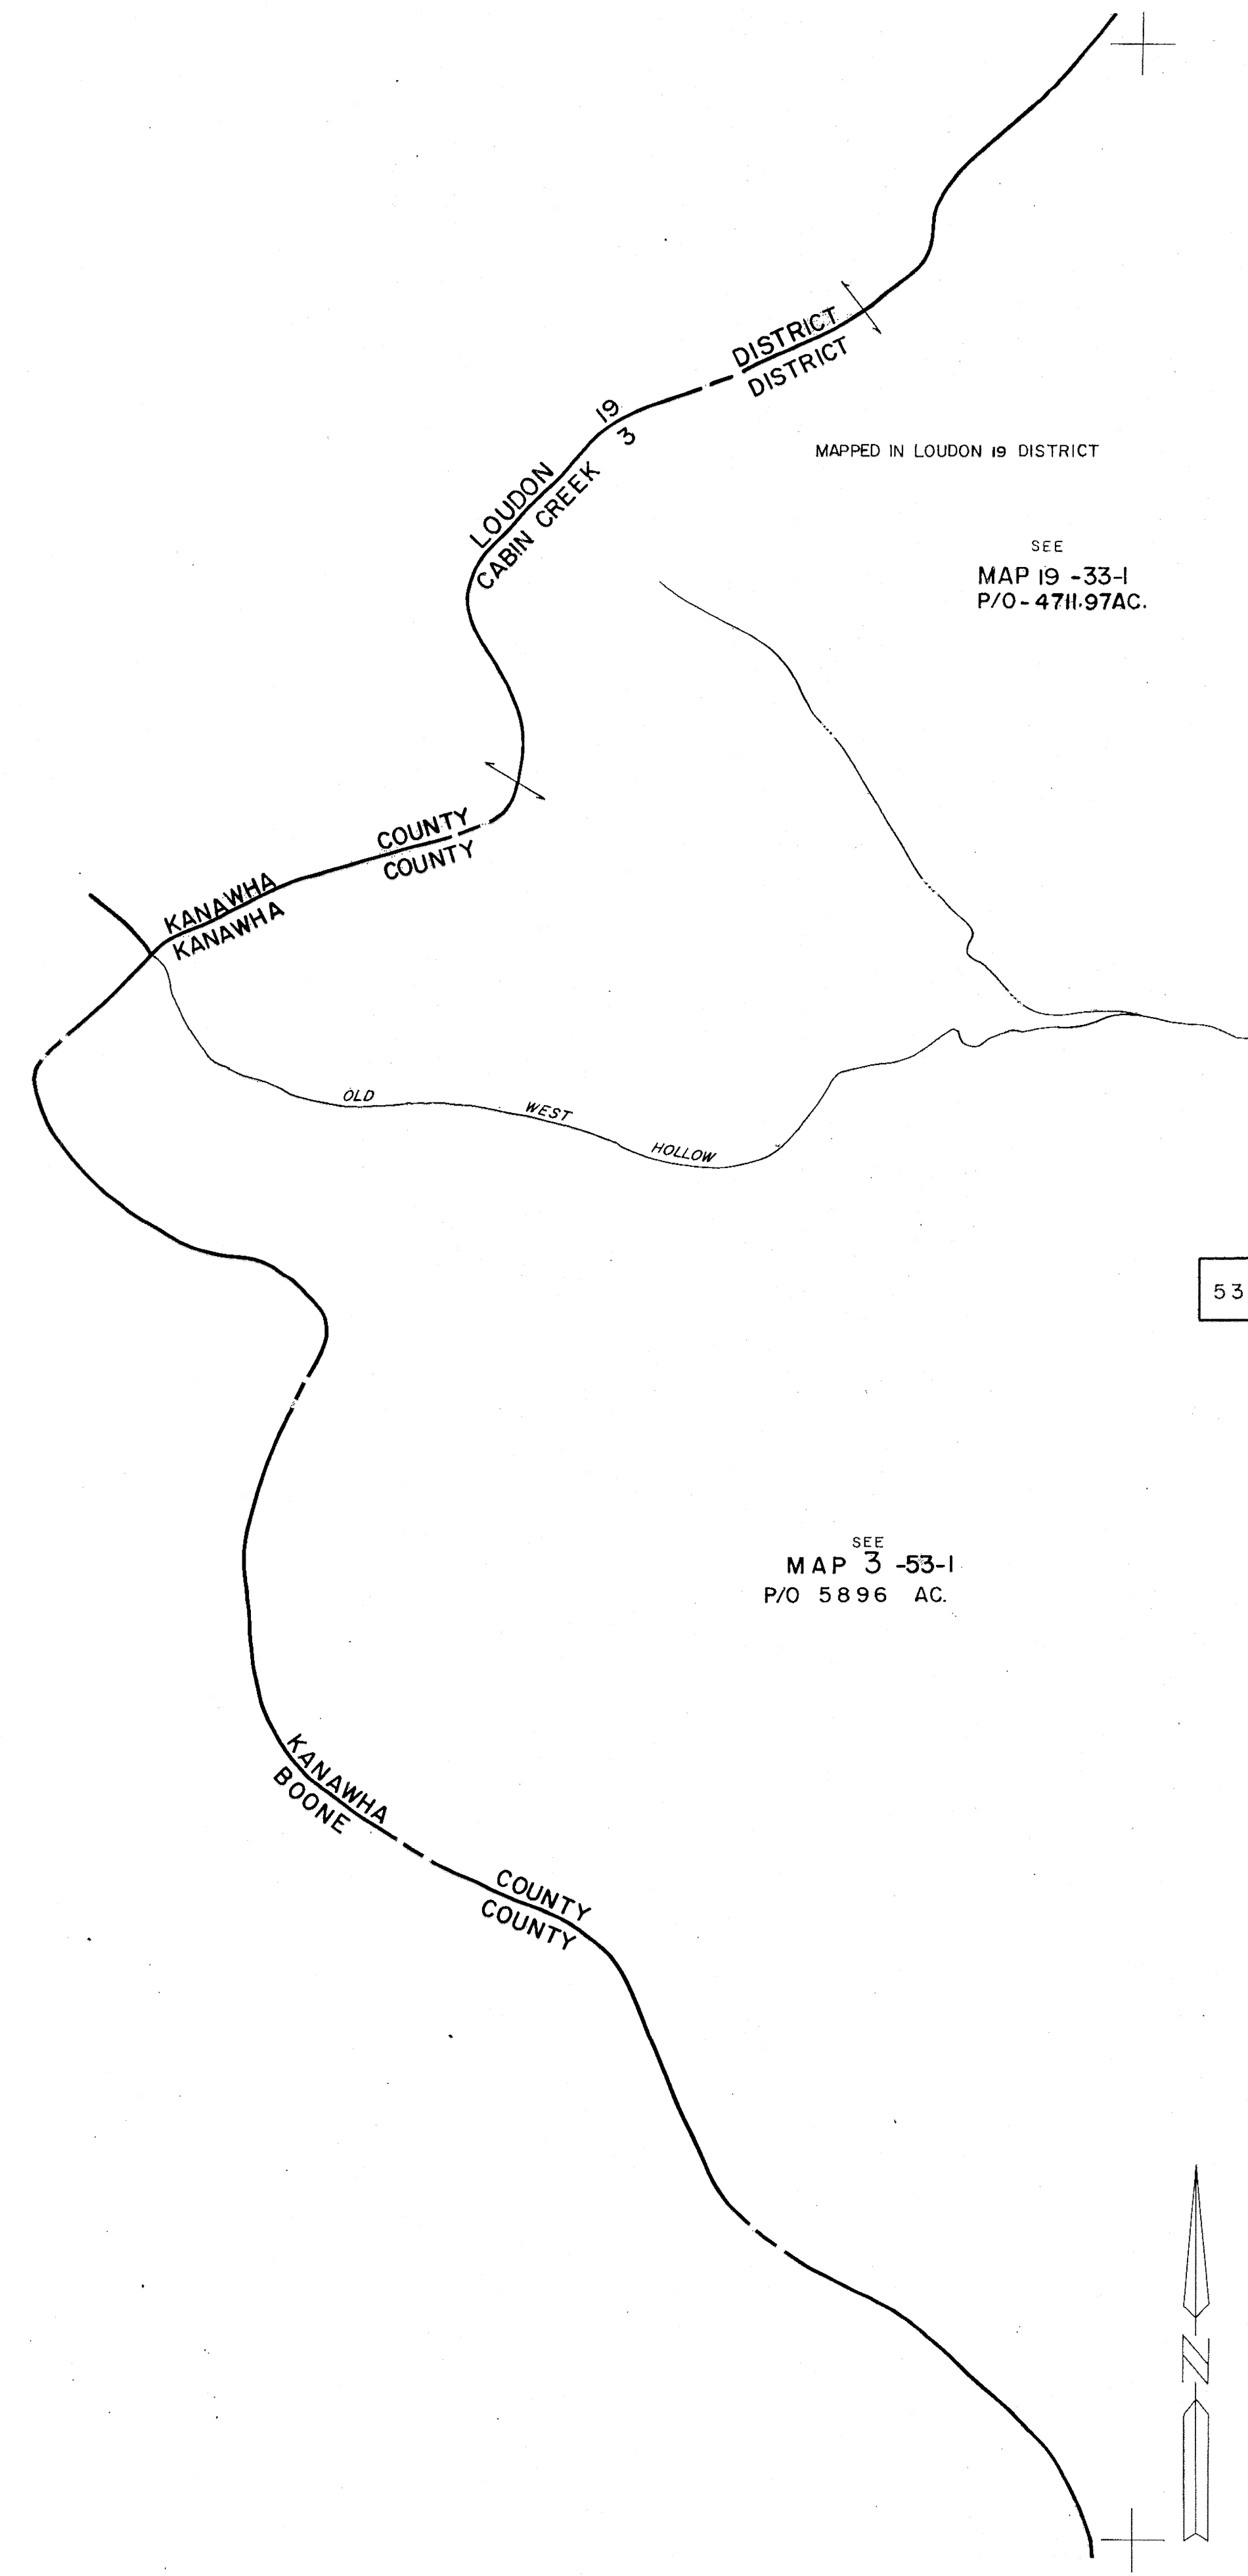 DISTRICT
DISTRICT
19
3
MAPPED IN LOUDON 19 DISTRICT
LOUDON
CABIN CREEK
SEE
MAP 19 -33-1
P/O - 4711.97AC.
COUNTY
COUNTY
KANAWHA
KANAWHA
OLD WEST HOLLOW
53
SEE
MAP 3 -53-1
P/O 5896 AC.
KANAWHA
BOONE
COUNTY
COUNTY
N